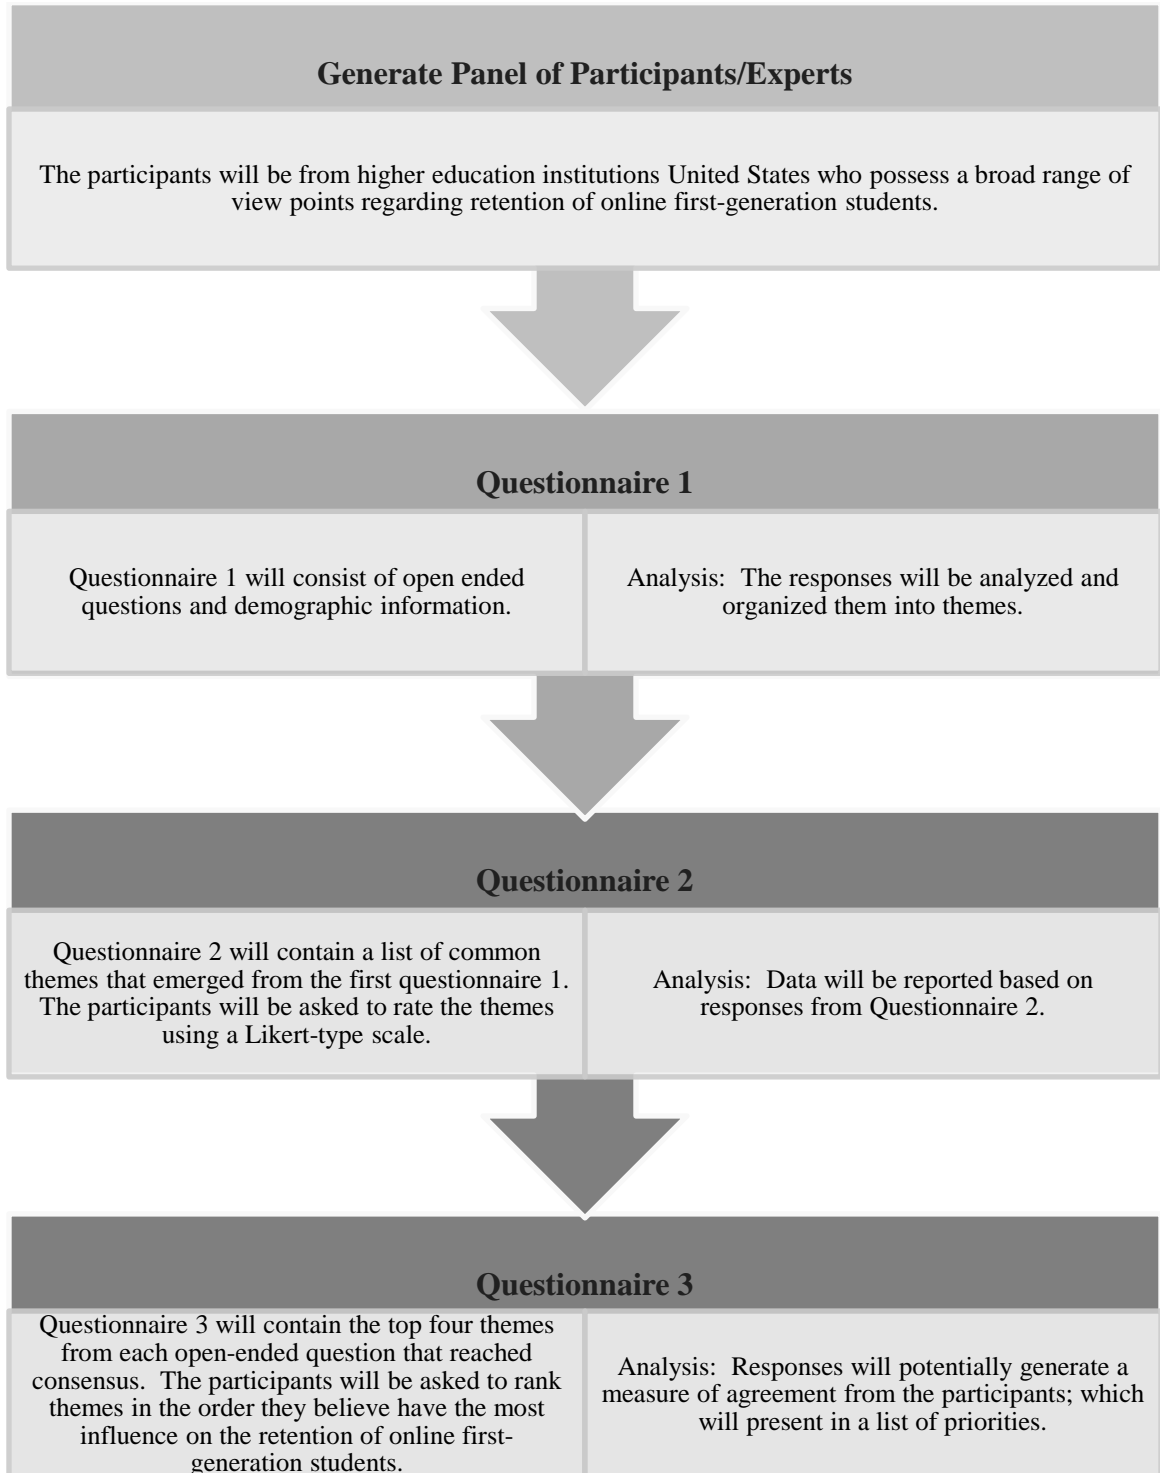 Generate Panel of Participants/Experts
The participants will be from higher education institutions United States who possess a broad range of
view points regarding retention of online first-generation students.
Questionnaire 1
Questionnaire 1 will consist of open ended
questions and demographic information.
Analysis:  The responses will be analyzed and
organized them into themes.
Questionnaire 2
Questionnaire 2 will contain a list of common
themes that emerged from the first questionnaire 1.
The participants will be asked to rate the themes
using a Likert-type scale.
Analysis:  Data will be reported based on
responses from Questionnaire 2.
Questionnaire 3
Questionnaire 3 will contain the top four themes
from each open-ended question that reached
consensus.  The participants will be asked to rank
themes in the order they believe have the most
influence on the retention of online first-
generation students.
Analysis:  Responses will potentially generate a
measure of agreement from the participants; which
will present in a list of priorities.